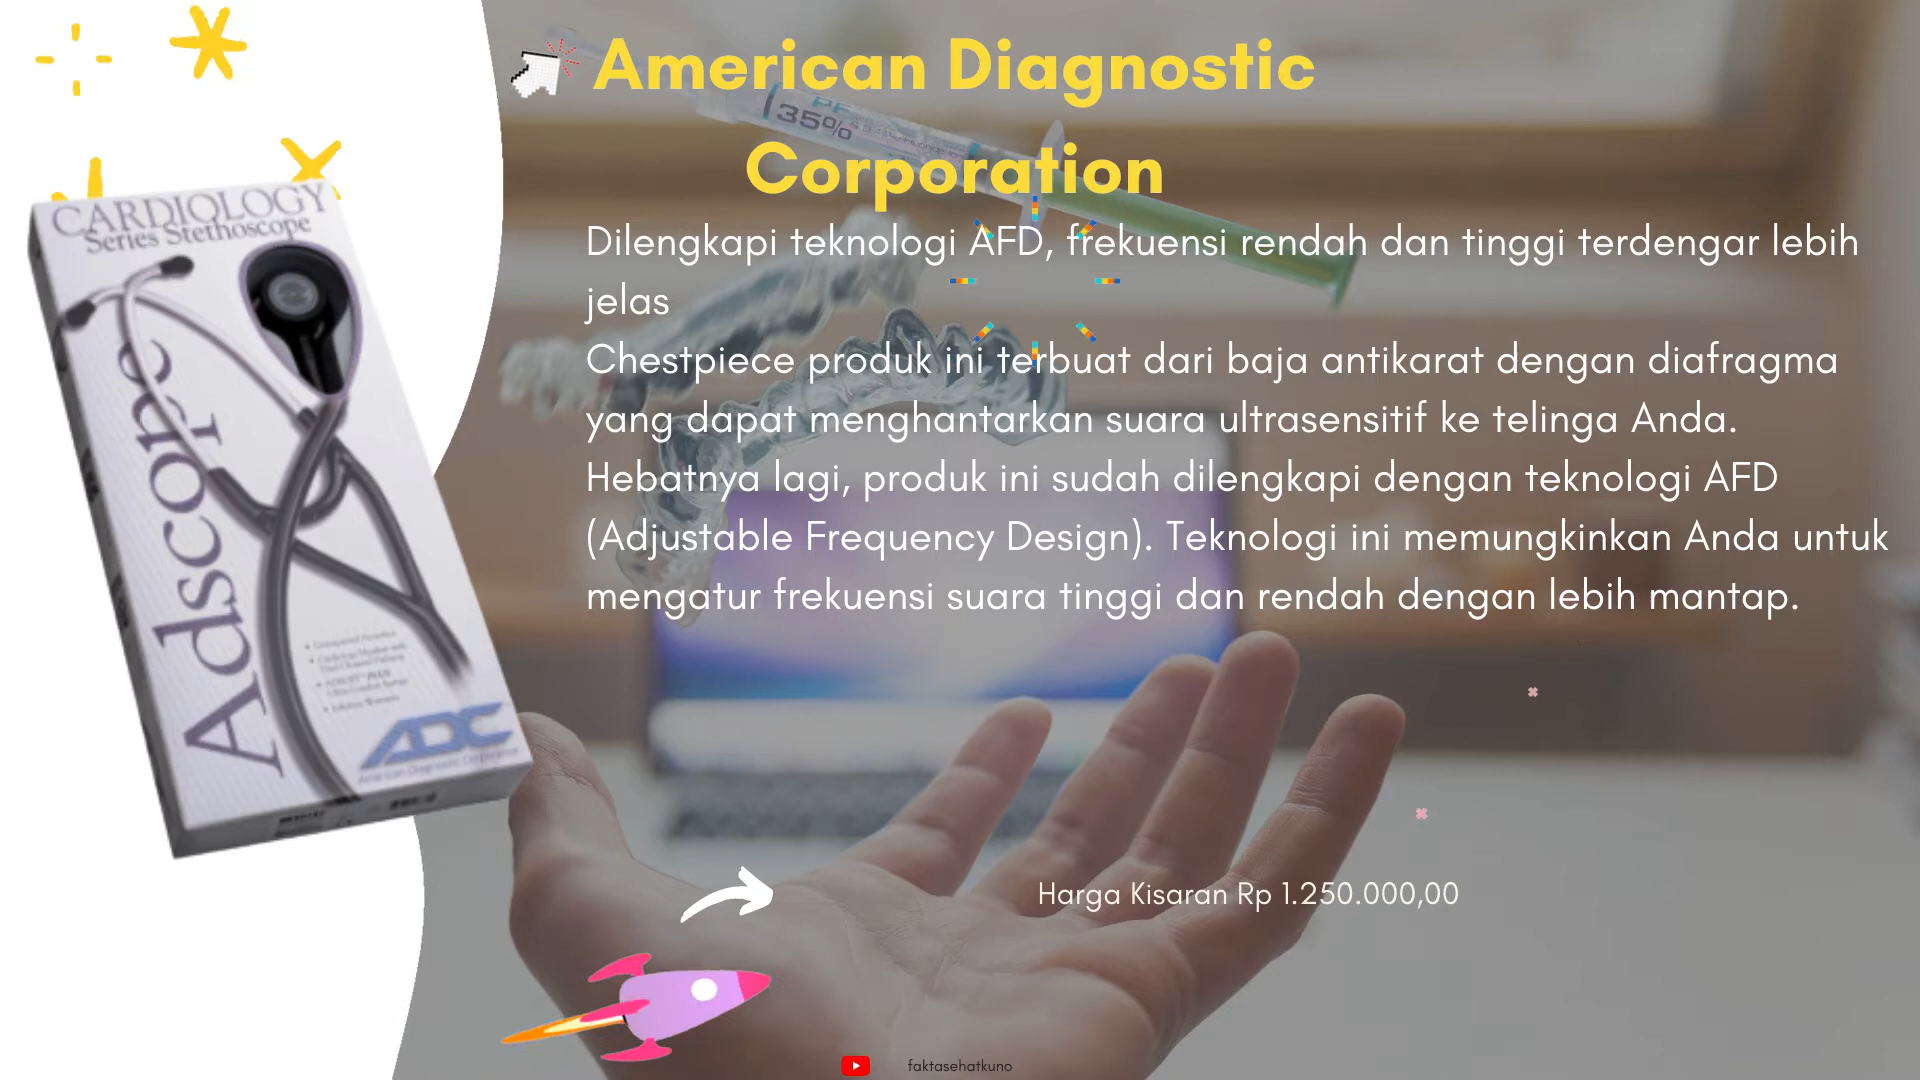 American Diagnostic
Corporation
35%
Dilengkapi teknologi AFD, frekuensi rendah dan tinggi terdengar lebih
jelas
Chestpiece produk ini terbuat dari baja antikarat dengan diafragma
yang dapat menghantarkan suara ultrasensitif ke telinga Anda.
Hebatnya lagi, produk ini sudah dilengkapi dengan teknologi AFD
(Adjustable Frequency Design). Teknologi ini memungkinkan Anda untuk
mengatur frekuensi suara tinggi dan rendah dengan lebih mantap.
CARDIOLOGY
Series Stethoscope
Adscope
ADC
American Diagnostic Corporation
Harga Kisaran Rp 1.250.000,00
faktasehatkuno